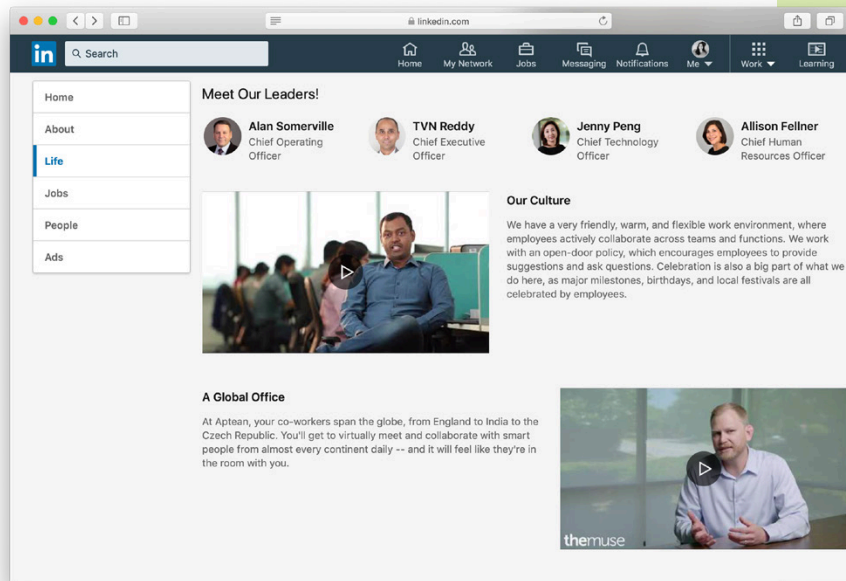 linkedin.com
in
Search
Home
My Network
Jobs
Messaging
Notifications
Me
Work
Learning
Home
About
Life
Jobs
People
Ads
Meet Our Leaders!
Alan Somerville
Chief Operating
Officer
TVN Reddy
Chief Executive
Officer
Jenny Peng
Chief Technology
Officer
Allison Fellner
Chief Human
Resources Officer
Our Culture
We have a very friendly, warm, and flexible work environment, where
employees actively collaborate across teams and functions. We work
with an open-door policy, which encourages employees to provide
suggestions and ask questions. Celebration is also a big part of what we
do here, as major milestones, birthdays, and local festivals are all
celebrated by employees.
A Global Office
At Aptean, your co-workers span the globe, from England to India to the
Czech Republic. You'll get to virtually meet and collaborate with smart
people from almost every continent daily -- and it will feel like they're in
the room with you.
themuse